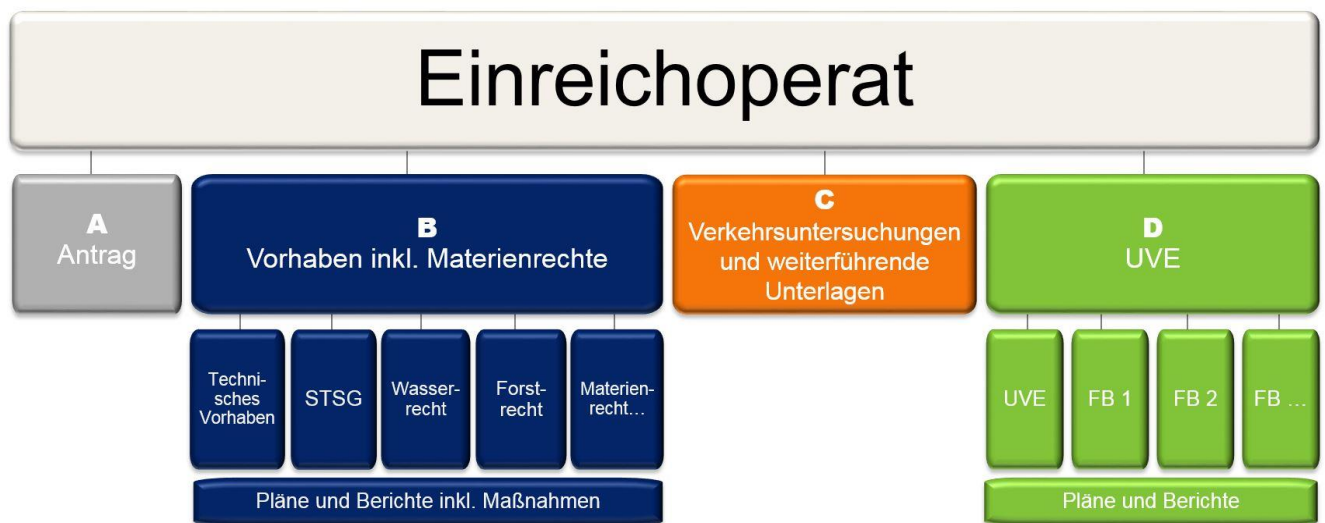 Einreichoperat
A
Antrag
B
Vorhaben inkl. Materienrechte
C
Verkehrsuntersuchungen
und weiterführende
Unterlagen
D
UVE
Techni-
sches
Vorhaben
STSG
Wasser-
recht
Forst-
recht
Materien-
recht...
Pläne und Berichte inkl. Maßnahmen
UVE
FB 1
FB 2
FB ...
Pläne und Berichte